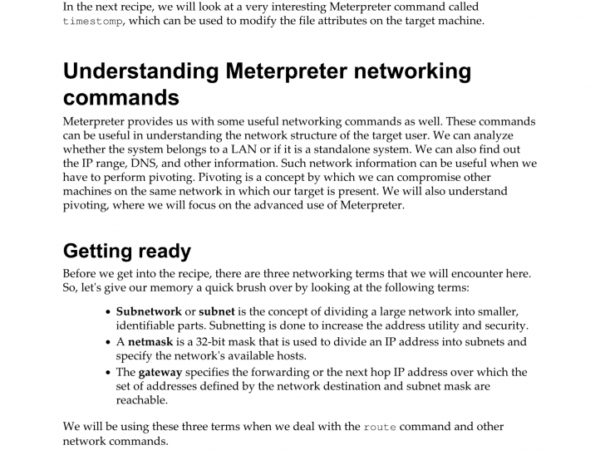 In the next recipe, we will look at a very interesting Meterpreter command called
timestomp, which can be used to modify the file attributes on the target machine.
Understanding Meterpreter networking
commands
Meterpreter provides us with some useful networking commands as well. These commands
can be useful in understanding the network structure of the target user. We can analyze
whether the system belongs to a LAN or if it is a standalone system. We can also find out
the IP range, DNS, and other information. Such network information can be useful when we
have to perform pivoting. Pivoting is a concept by which we can compromise other
machines on the same network in which our target is present. We will also understand
pivoting, where we will focus on the advanced use of Meterpreter.
Getting ready
Before we get into the recipe, there are three networking terms that we will encounter here.
So, let's give our memory a quick brush over by looking at the following terms:
• Subnetwork or subnet is the concept of dividing a large network into smaller,
identifiable parts. Subnetting is done to increase the address utility and security.
• A netmask is a 32-bit mask that is used to divide an IP address into subnets and
specify the network's available hosts.
• The gateway specifies the forwarding or the next hop IP address over which the
set of addresses defined by the network destination and subnet mask are
reachable.
We will be using these three terms when we deal with the route command and other
network commands.